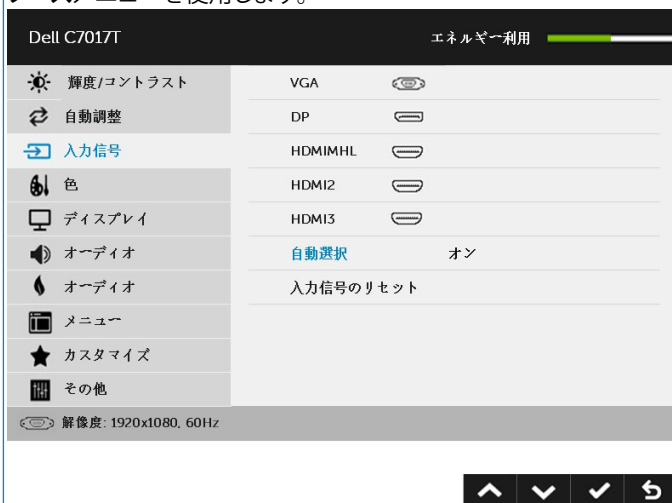 ソースメニューを使用します。
Dell C7017T エネルギー利用
輝度/コントラスト VGA
自動調整 DP
入力信号 HDMIMHL
色 HDMI2
ディスプレイ HDMI3
オーディオ 自動選択 オン
オーディオ 入力信号のリセット
メニュー
カスタマイズ
その他
解像度: 1920x1080, 60Hz